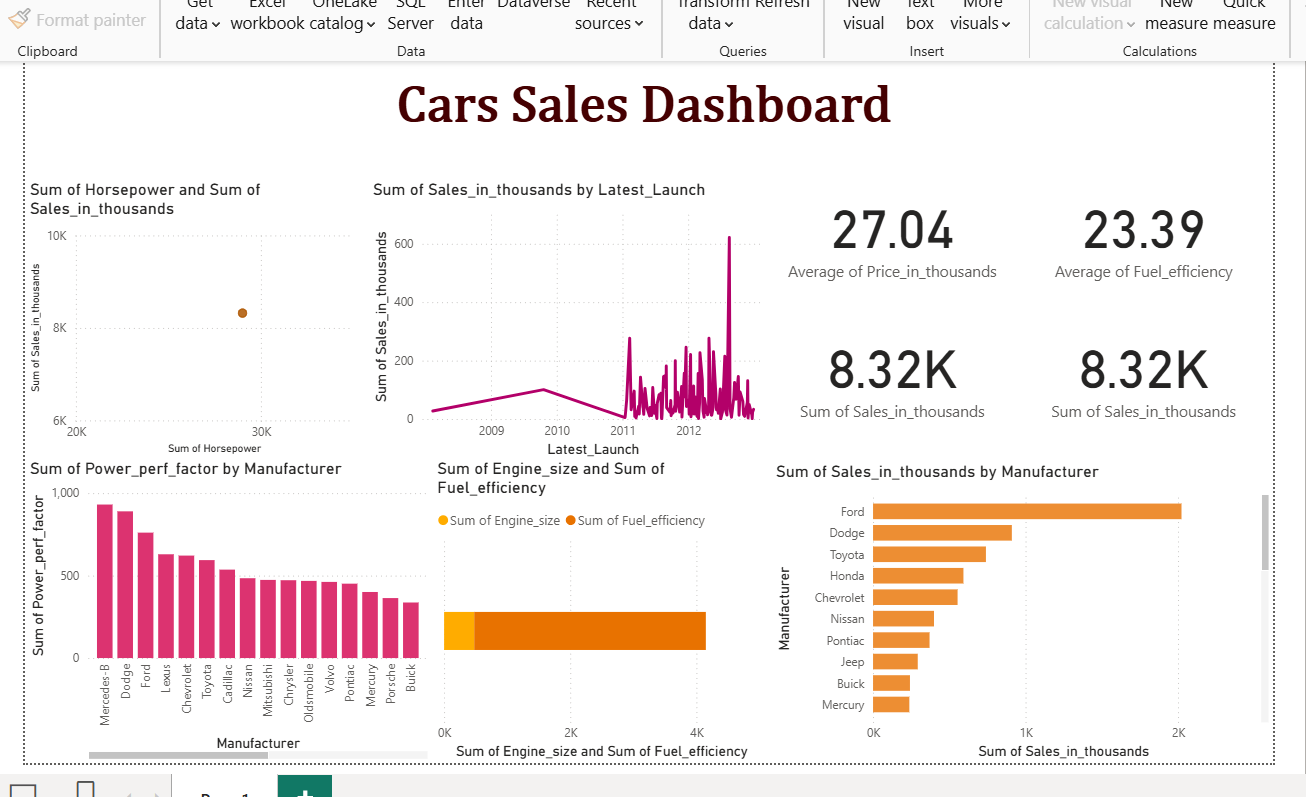 Get Excel OneLake SQL Enter Dataverse Recent Transform Refresh New Text More New visual New Quick
Format painter data workbook catalog Server data sources data visual box visuals calculation measure measure
Clipboard Data Queries Insert Calculations
Cars Sales Dashboard
Sum of Horsepower and Sum of
Sales_in_thousands
10K
8K
6K
20K 30K
Sum of Sales_in_thousands
Sum of Horsepower
Sum of Sales_in_thousands by Latest_Launch
600
400
200
0
2009 2010 2011 2012
Sum of Sales_in_thousands
Latest_Launch
27.04
Average of Price_in_thousands
23.39
Average of Fuel_efficiency
8.32K
Sum of Sales_in_thousands
8.32K
Sum of Sales_in_thousands
Sum of Power_perf_factor by Manufacturer
1,000
500
0
Sum of Power_perf_factor
Mercedes-B
Dodge
Ford
Lexus
Chevrolet
Toyota
Cadillac
Nissan
Mitsubishi
Chrysler
Oldsmobile
Volvo
Pontiac
Mercury
Porsche
Buick
Manufacturer
Sum of Engine_size and Sum of
Fuel_efficiency
Sum of Engine_size Sum of Fuel_efficiency
0K 2K 4K
Sum of Engine_size and Sum of Fuel_efficiency
Sum of Sales_in_thousands by Manufacturer
Manufacturer
Ford
Dodge
Toyota
Honda
Chevrolet
Nissan
Pontiac
Jeep
Buick
Mercury
0K 1K 2K
Sum of Sales_in_thousands